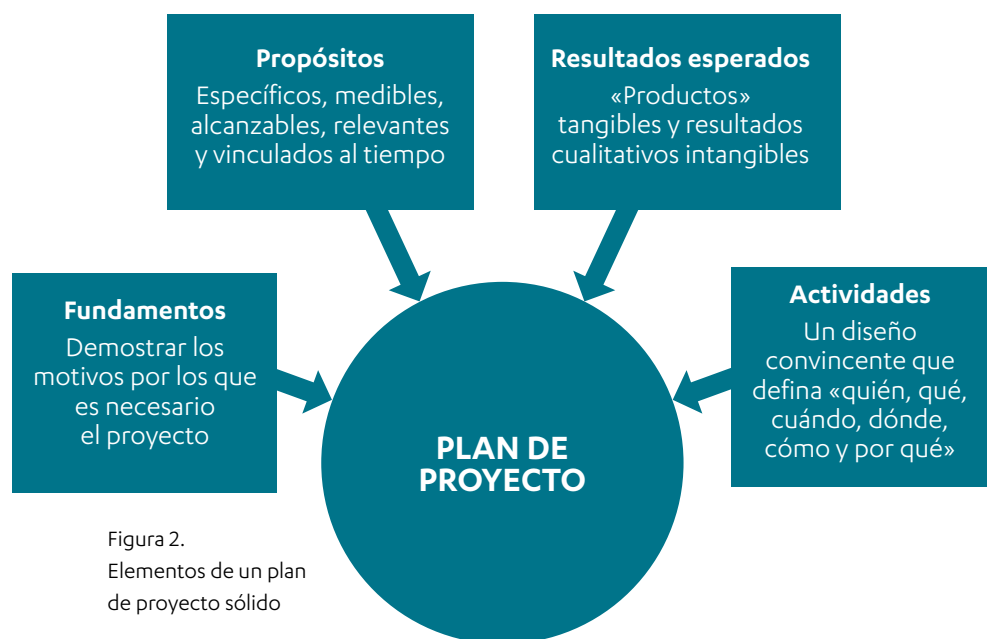 Propósitos
Específicos, medibles,
alcanzables, relevantes
y vinculados al tiempo
Resultados esperados
«Productos»
tangibles y resultados
cualitativos intangibles
Fundamentos
Demostrar los
motivos por los que
es necesario
el proyecto
Actividades
Un diseño
convincente que
defina «quién, qué,
cuándo, dónde,
cómo y por qué»
PLAN DE
PROYECTO
Figura 2.
Elementos de un plan
de proyecto sólido